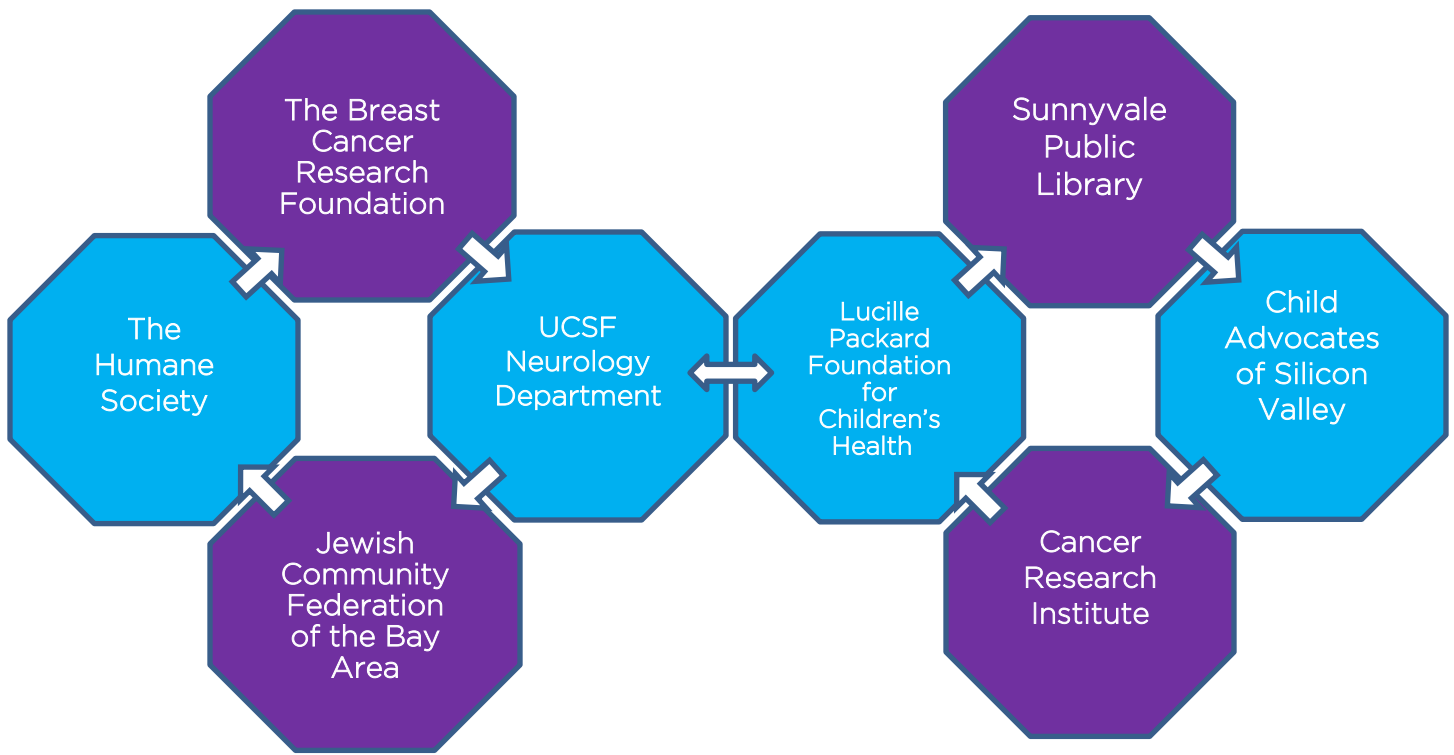 The Breast
Cancer
Research
Foundation
Sunnyvale
Public
Library
The
Humane
Society
UCSF
Neurology
Department
Lucille
Packard
Foundation
for
Children's
Health
Child
Advocates
of Silicon
Valley
Jewish
Community
Federation
of the Bay
Area
Cancer
Research
Institute